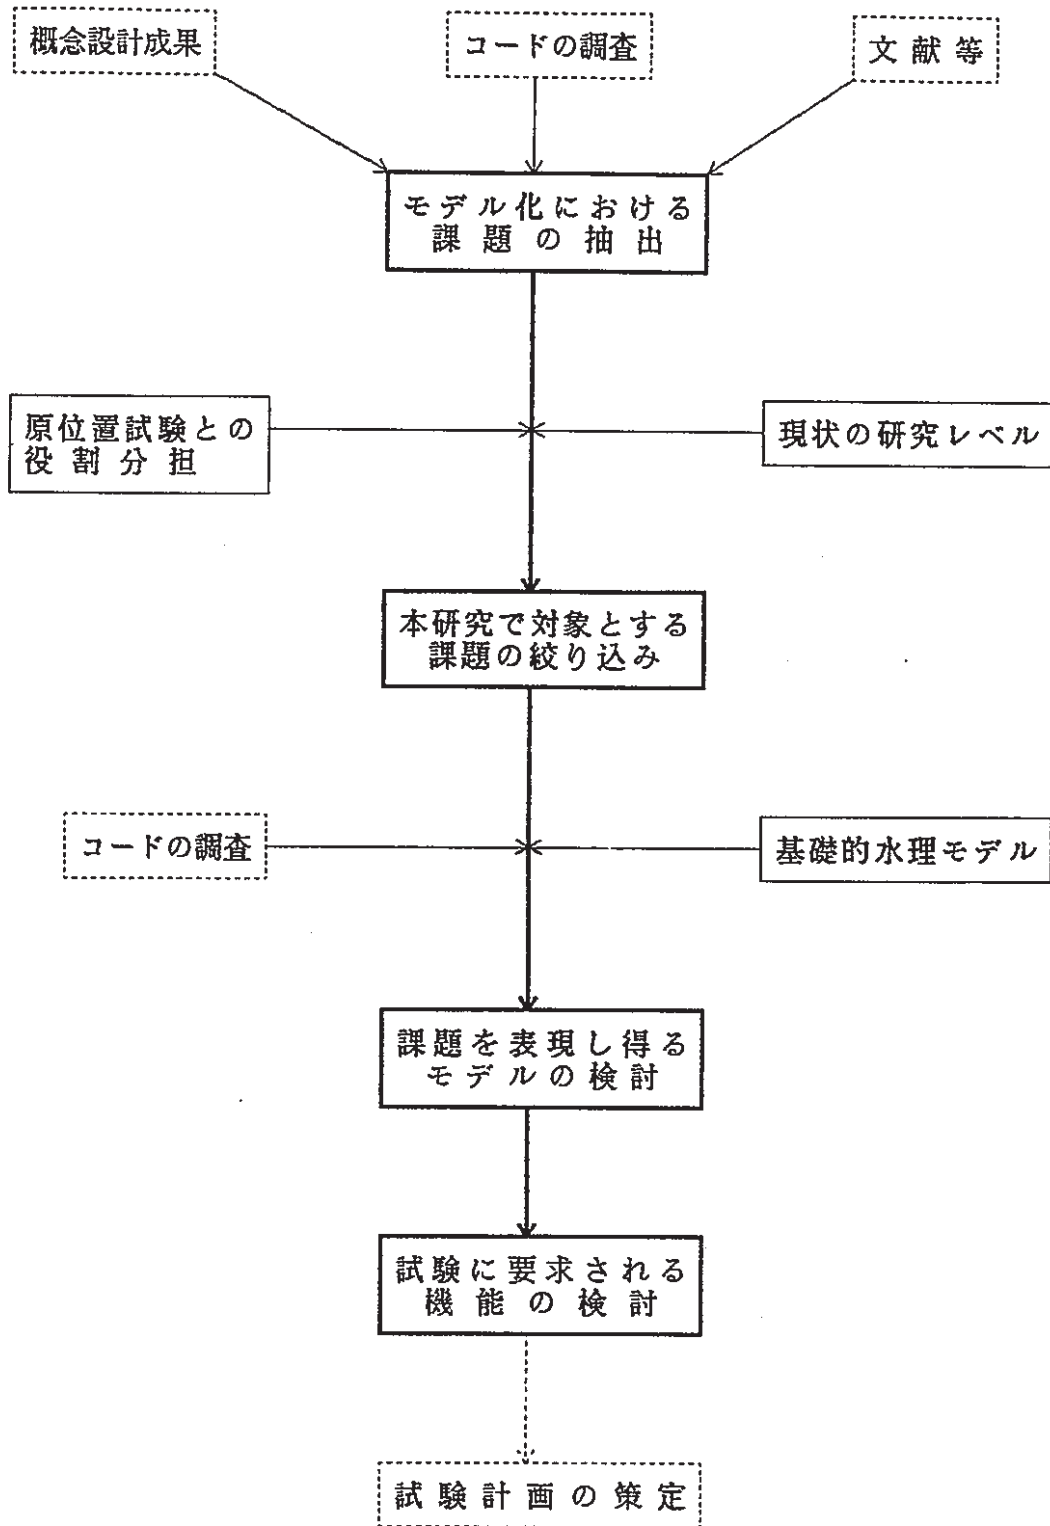 概念設計成果
コードの調査
文献等
モデル化における
課題の抽出
原位置試験との
役割分担
現状の研究レベル
本研究で対象とする
課題の絞り込み
コードの調査
基礎的水理モデル
課題を表現し得る
モデルの検討
試験に要求される
機能の検討
試験計画の策定